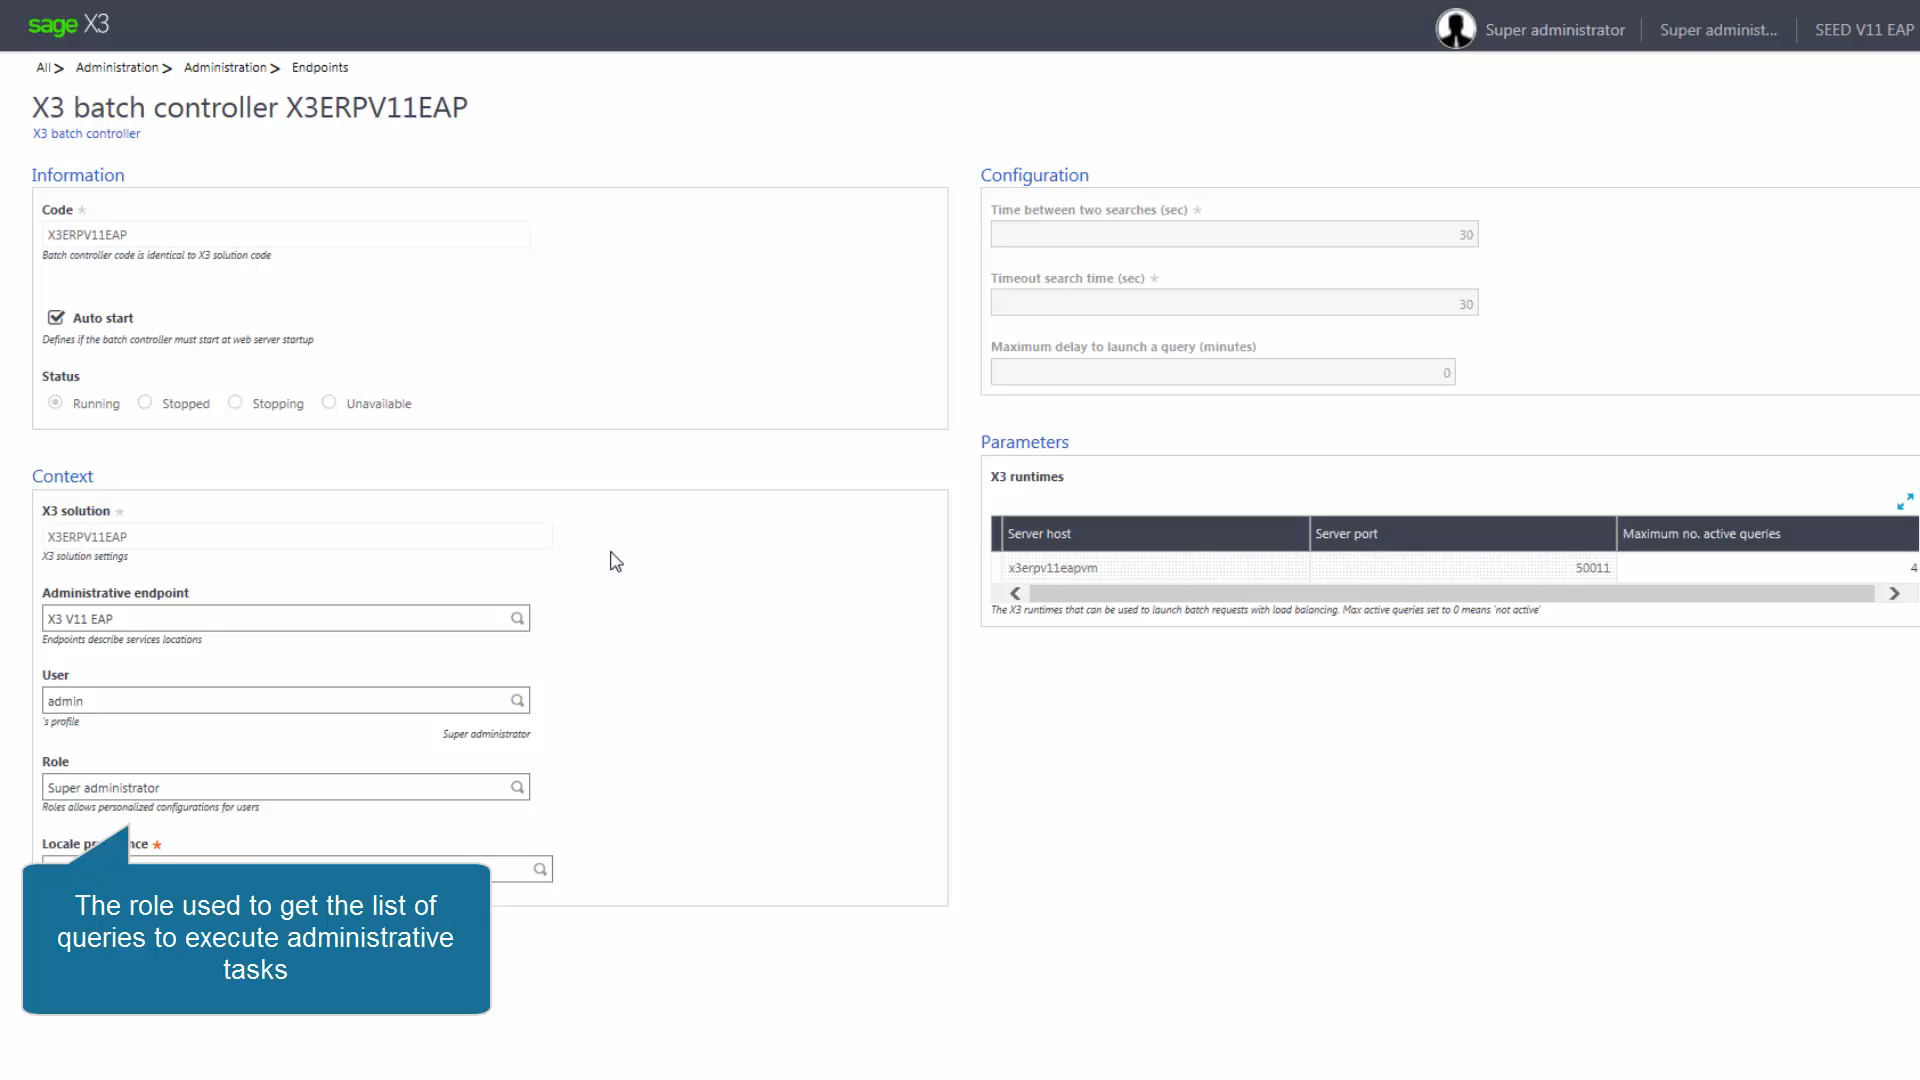 sage X3
Super administrator
Super administ...
SEED V11 EAP
All > Administration > Administration > Endpoints
X3 batch controller X3ERPV11EAP
X3 batch controller
Information
Code *
X3ERPV11EAP
Batch controller code is identical to X3 solution code
Auto start
Defines if the batch controller must start at web server startup
Status
Running Stopped Stopping Unavailable
Context
X3 solution *
X3ERPV11EAP
X3 solution settings
Administrative endpoint
X3 V11 EAP
Endpoints describe services locations
User
admin
's profile
Super administrator
Role
Super administrator
Roles allows personalized configurations for users
Locale
The role used to get the list of
queries to execute administrative
tasks
Configuration
Time between two searches (sec) *
30
Timeout search time (sec) *
30
Maximum delay to launch a query (minutes)
0
Parameters
X3 runtimes
Server host Server port Maximum no. active queries
x3erpv11eapvm 50011 4
The X3 runtimes that can be used to launch batch requests with load balancing. Max active queries set to 0 means 'not active'